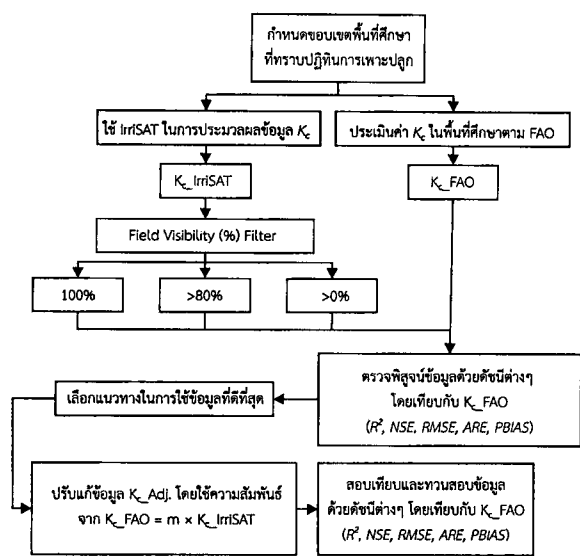 กำหนดขอบเขตพื้นที่ศึกษา
ที่ทราบปฏิทินการเพาะปลูก
ใช้ IrriSAT ในการประมวลผลข้อมูล Kc
ประเมินค่า Kc ในพื้นที่ศึกษาตาม FAO
Kc_IrriSAT
Kc_FAO
Field Visibility (%) Filter
100%
>80%
>0%
ตรวจพิสูจน์ข้อมูลด้วยดัชนีต่างๆ
โดยเทียบกับ Kc_FAO
(R², NSE, RMSE, ARE, PBIAS)
เลือกแนวทางในการใช้ข้อมูลที่ดีที่สุด
ปรับแก้ข้อมูล Kc_Adj. โดยใช้ความสัมพันธ์
จาก Kc_FAO = m × Kc_IrriSAT
สอบเทียบและทวนสอบข้อมูล
ด้วยดัชนีต่างๆ โดยเทียบกับ Kc_FAO
(R², NSE, RMSE, ARE, PBIAS)